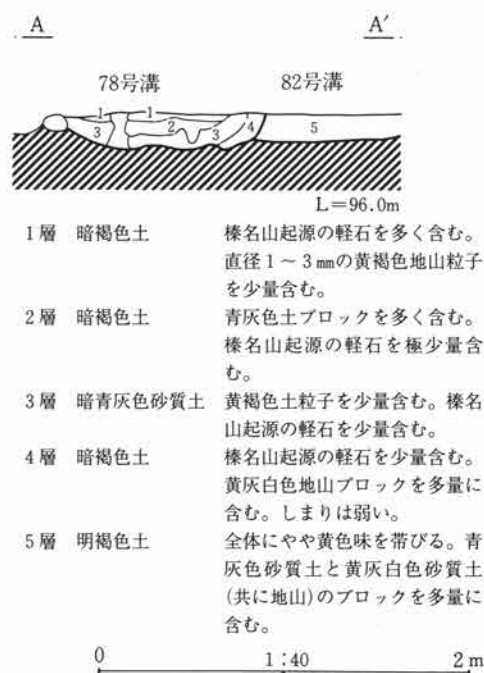 A A′
78号溝 82号溝
1 1
3 2 3 4 5
L=96.0m
1層 暗褐色土 榛名山起源の軽石を多く含む。
直径1~3㎜の黄褐色地山粒子
を少量含む。
2層 暗褐色土 青灰色土ブロックを多く含む。
榛名山起源の軽石を極少量含
む。
3層 暗青灰色砂質土 黄褐色土粒子を少量含む。榛名
山起源の軽石を少量含む。
4層 暗褐色土 榛名山起源の軽石を少量含む。
黄灰白色地山ブロックを多量に
含む。しまりは弱い。
5層 明褐色土 全体にやや黄色味を帯びる。青
灰色砂質土と黄灰白色砂質土
(共に地山)のブロックを多量に
含む。
0 1:40 2m